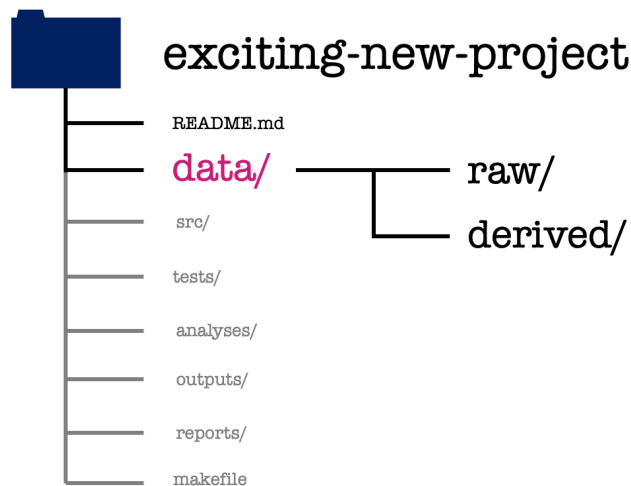 exciting-new-project
README.md
data/
raw/
derived/
src/
tests/
analyses/
outputs/
reports/
makefile